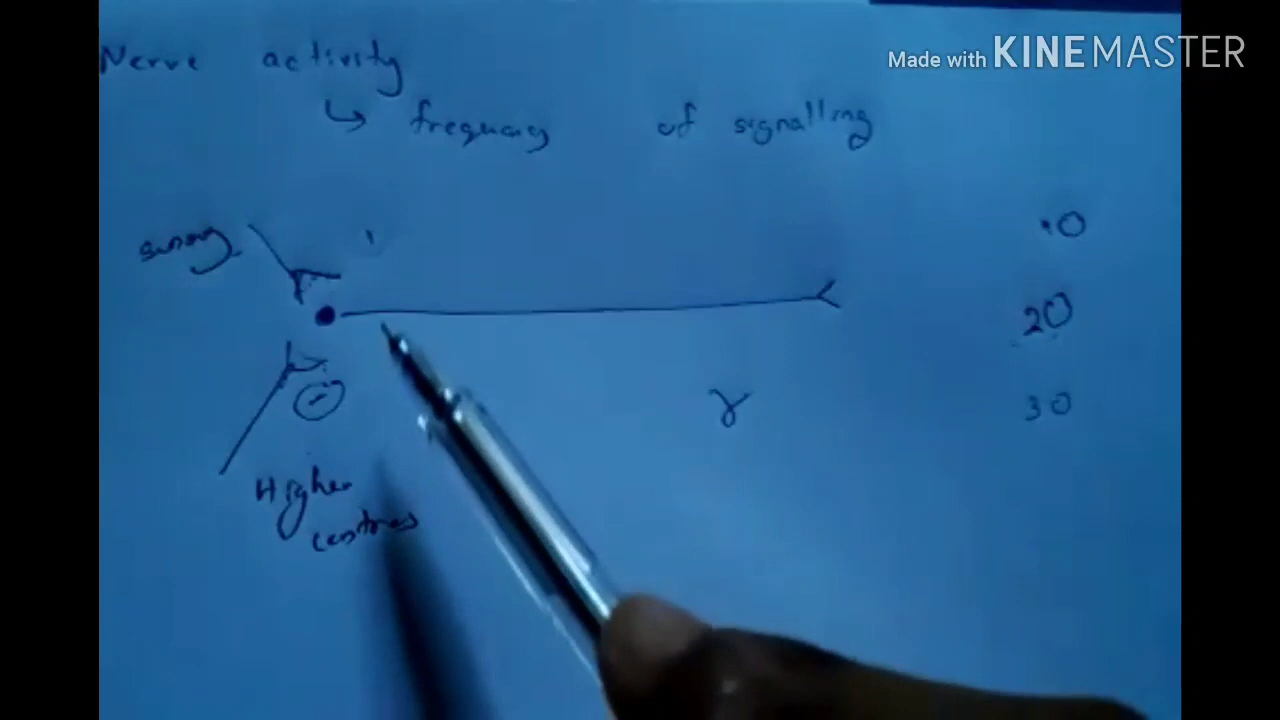 Made with KINEMASTER
Nerve activity
↳ frequency of signalling
sensory
10
20
30
γ
Higher
centres